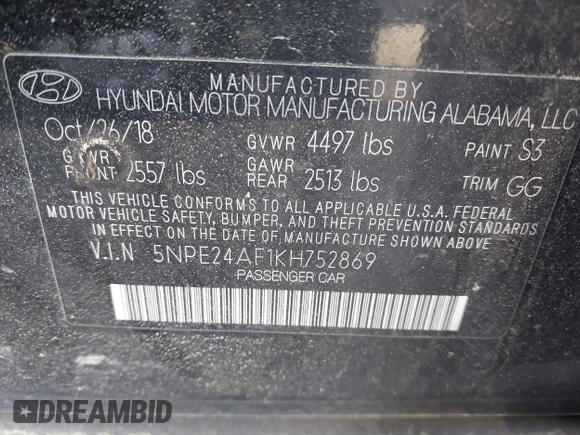 MANUFACTURED BY
HYUNDAI MOTOR MANUFACTURING ALABAMA, LLC
Oct/26/18 GVWR 4497 lbs PAINT S3
GAWR FRONT 2557 lbs GAWR REAR 2513 lbs TRIM GG
THIS VEHICLE CONFORMS TO ALL APPLICABLE U.S.A. FEDERAL
MOTOR VEHICLE SAFETY, BUMPER, AND THEFT PREVENTION STANDARDS
IN EFFECT ON THE DATE OF MANUFACTURE SHOWN ABOVE.
V.I.N 5NPE24AF1KH752869
PASSENGER CAR
DREAMBID